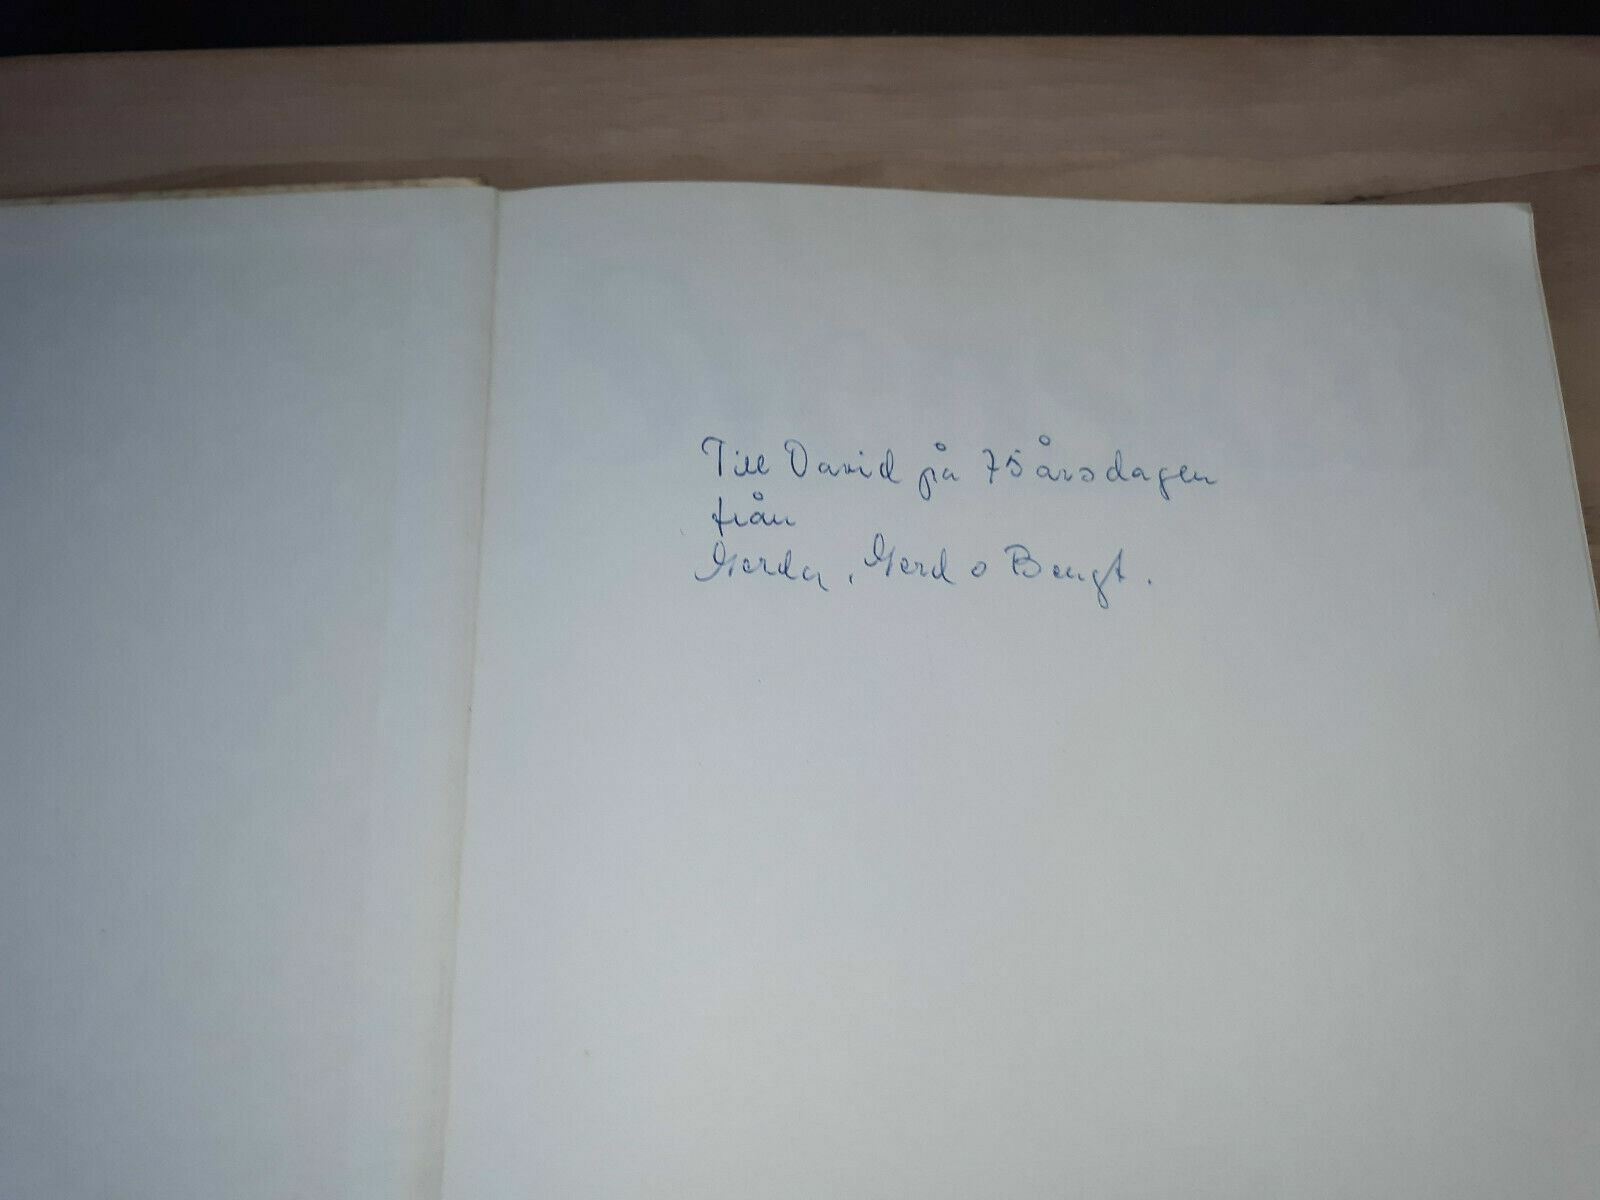 Till David på 75årsdagen
från
Gerda, Gerd o Bengt.